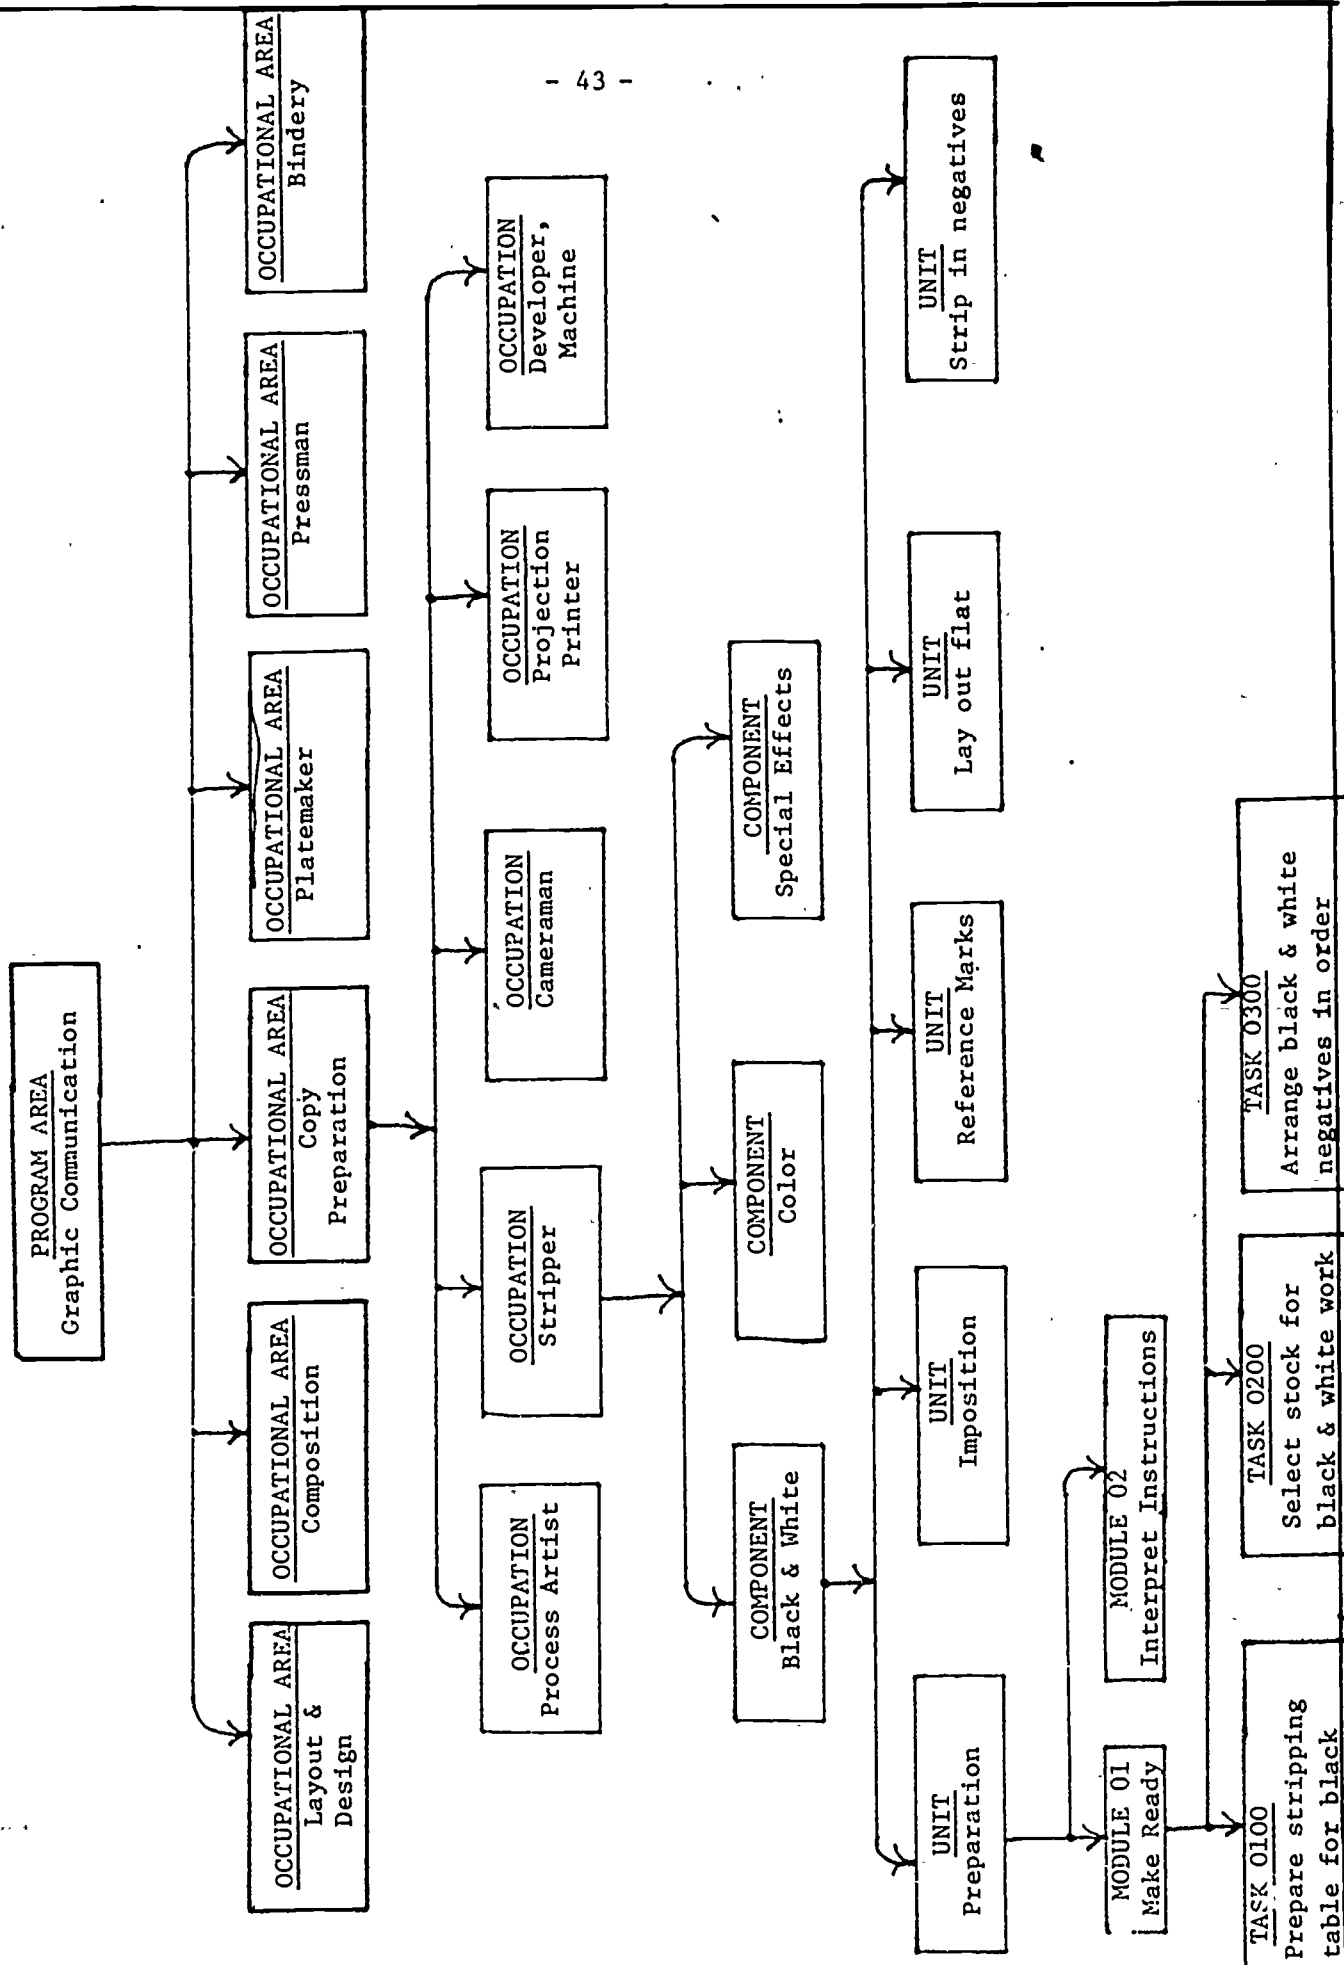 - 43 -
PROGRAM AREA
Graphic Communication
OCCUPATIONAL AREA
Layout &
Design
OCCUPATIONAL AREA
Composition
OCCUPATIONAL AREA
Copy
Preparation
OCCUPATIONAL AREA
Platemaker
OCCUPATIONAL AREA
Pressman
OCCUPATIONAL AREA
Bindery
OCCUPATION
Process Artist
OCCUPATION
Stripper
OCCUPATION
Cameraman
OCCUPATION
Projection
Printer
OCCUPATION
Developer,
Machine
COMPONENT
Black & White
COMPONENT
Color
COMPONENT
Special Effects
UNIT
Preparation
UNIT
Imposition
UNIT
Reference Marks
UNIT
Lay out flat
UNIT
Strip in negatives
MODULE 01
Make Ready
MODULE 02
Interpret Instructions
TASK 0100
Prepare stripping
table for black
TASK 0200
Select stock for
black & white work
TASK 0300
Arrange black & white
negatives in order